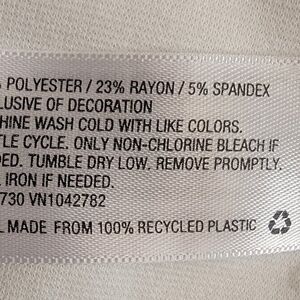 % POLYESTER / 23% RAYON / 5% SPANDEX
LUSIVE OF DECORATION
HINE WASH COLD WITH LIKE COLORS.
TLE CYCLE. ONLY NON-CHLORINE BLEACH IF
DED. TUMBLE DRY LOW. REMOVE PROMPTLY.
IRON IF NEEDED.
730 VN1042782
L MADE FROM 100% RECYCLED PLASTIC